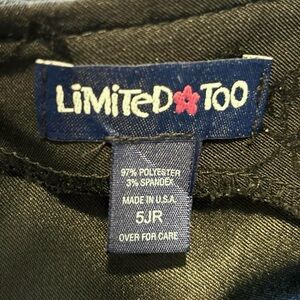 LiMiTeD TOO
97% POLYESTER
3% SPANDEX
MADE IN U.S.A.
5JR
OVER FOR CARE